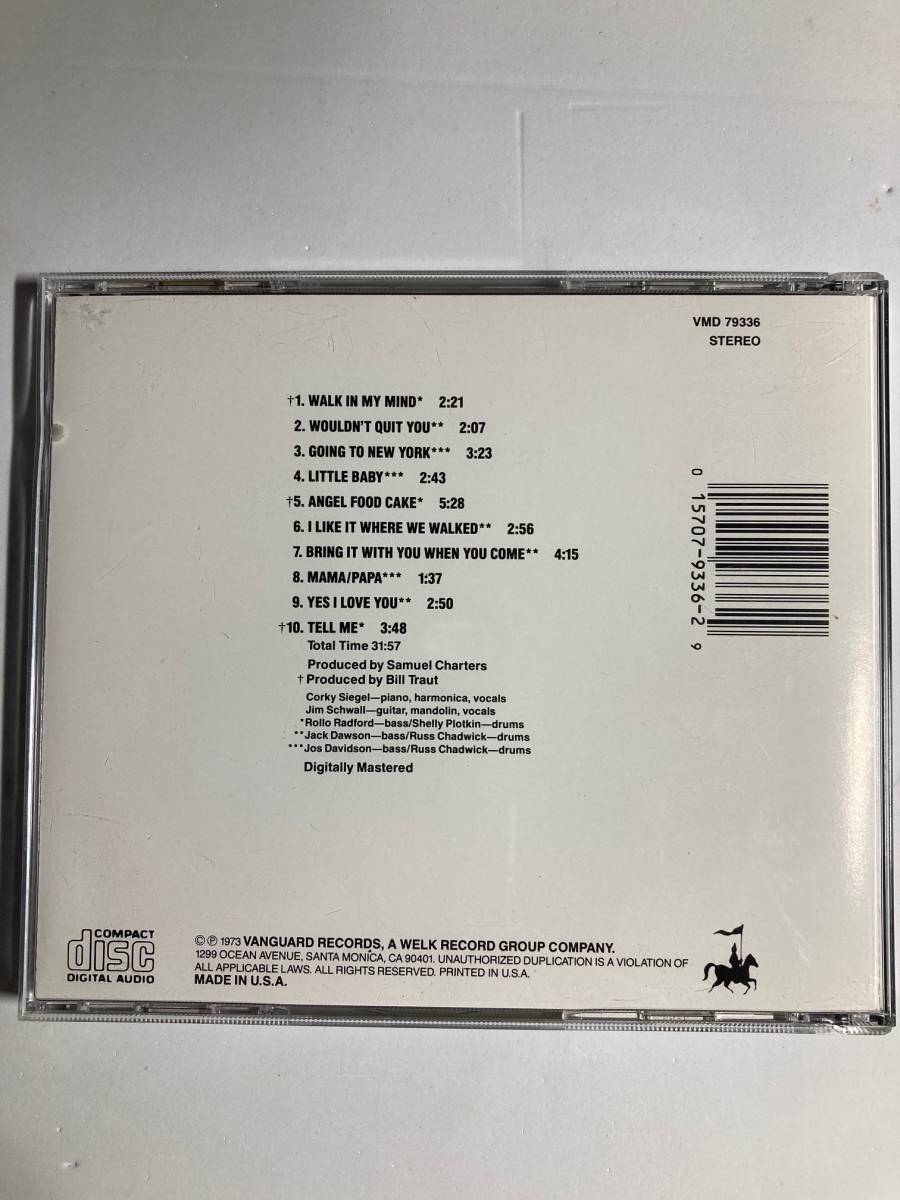 VMD 79336
STEREO
†1. WALK IN MY MIND* 2:21
2. WOULDN'T QUIT YOU** 2:07
3. GOING TO NEW YORK*** 3:23
4. LITTLE BABY*** 2:43
†5. ANGEL FOOD CAKE* 5:28
6. I LIKE IT WHERE WE WALKED** 2:56
7. BRING IT WITH YOU WHEN YOU COME** 4:15
8. MAMA/PAPA*** 1:37
9. YES I LOVE YOU** 2:50
†10. TELL ME* 3:48
Total Time 31:57
Produced by Samuel Charters
† Produced by Bill Traut
Corky Siegel—piano, harmonica, vocals
Jim Schwall—guitar, mandolin, vocals
*Rollo Radford—bass/Shelly Plotkin—drums
**Jack Dawson—bass/Russ Chadwick—drums
***Jos Davidson—bass/Russ Chadwick—drums
Digitally Mastered
0 15707-9336-2 9
COMPACT
disc
DIGITAL AUDIO
© ℗ 1973 VANGUARD RECORDS, A WELK RECORD GROUP COMPANY.
1299 OCEAN AVENUE, SANTA MONICA, CA 90401. UNAUTHORIZED DUPLICATION IS A VIOLATION OF
ALL APPLICABLE LAWS. ALL RIGHTS RESERVED. PRINTED IN U.S.A.
MADE IN U.S.A.